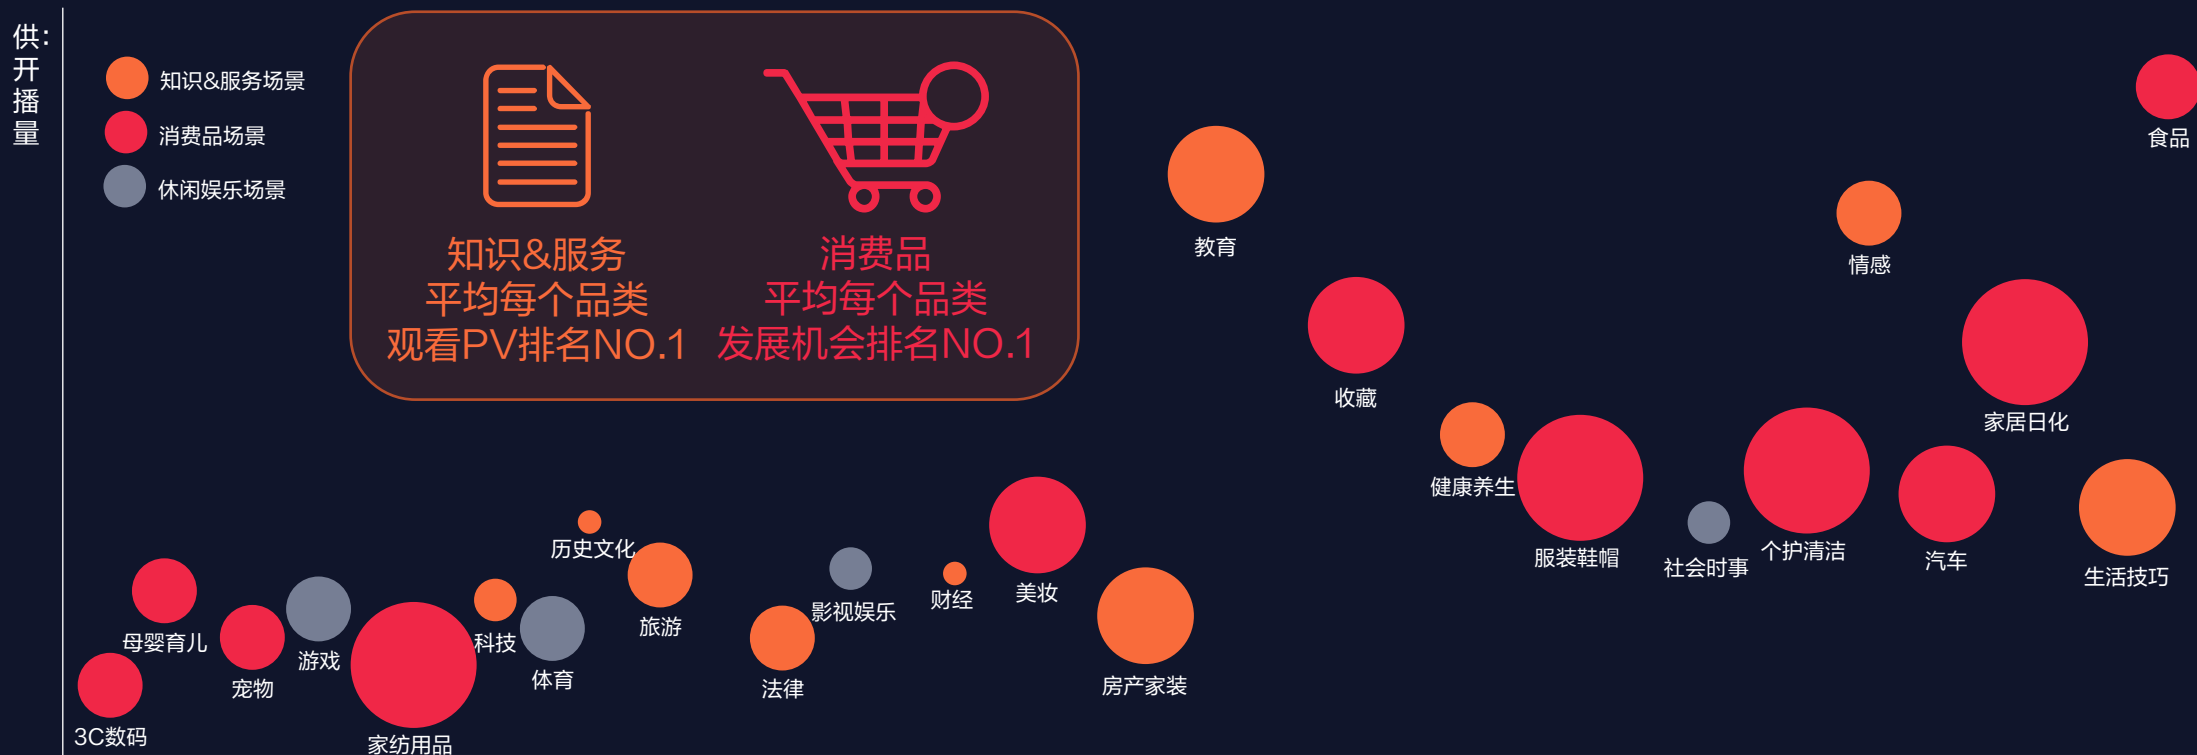 供：开播量
知识&服务场景
消费品场景
休闲娱乐场景
知识&服务
平均每个品类
观看PV排名NO.1
消费品
平均每个品类
发展机会排名NO.1
食品
教育
情感
收藏
家居日化
健康养生
服装鞋帽
社会时事
个护清洁
汽车
生活技巧
历史文化
母婴育儿
宠物
游戏
科技
体育
旅游
法律
影视娱乐
财经
美妆
房产家装
3C数码
家纺用品